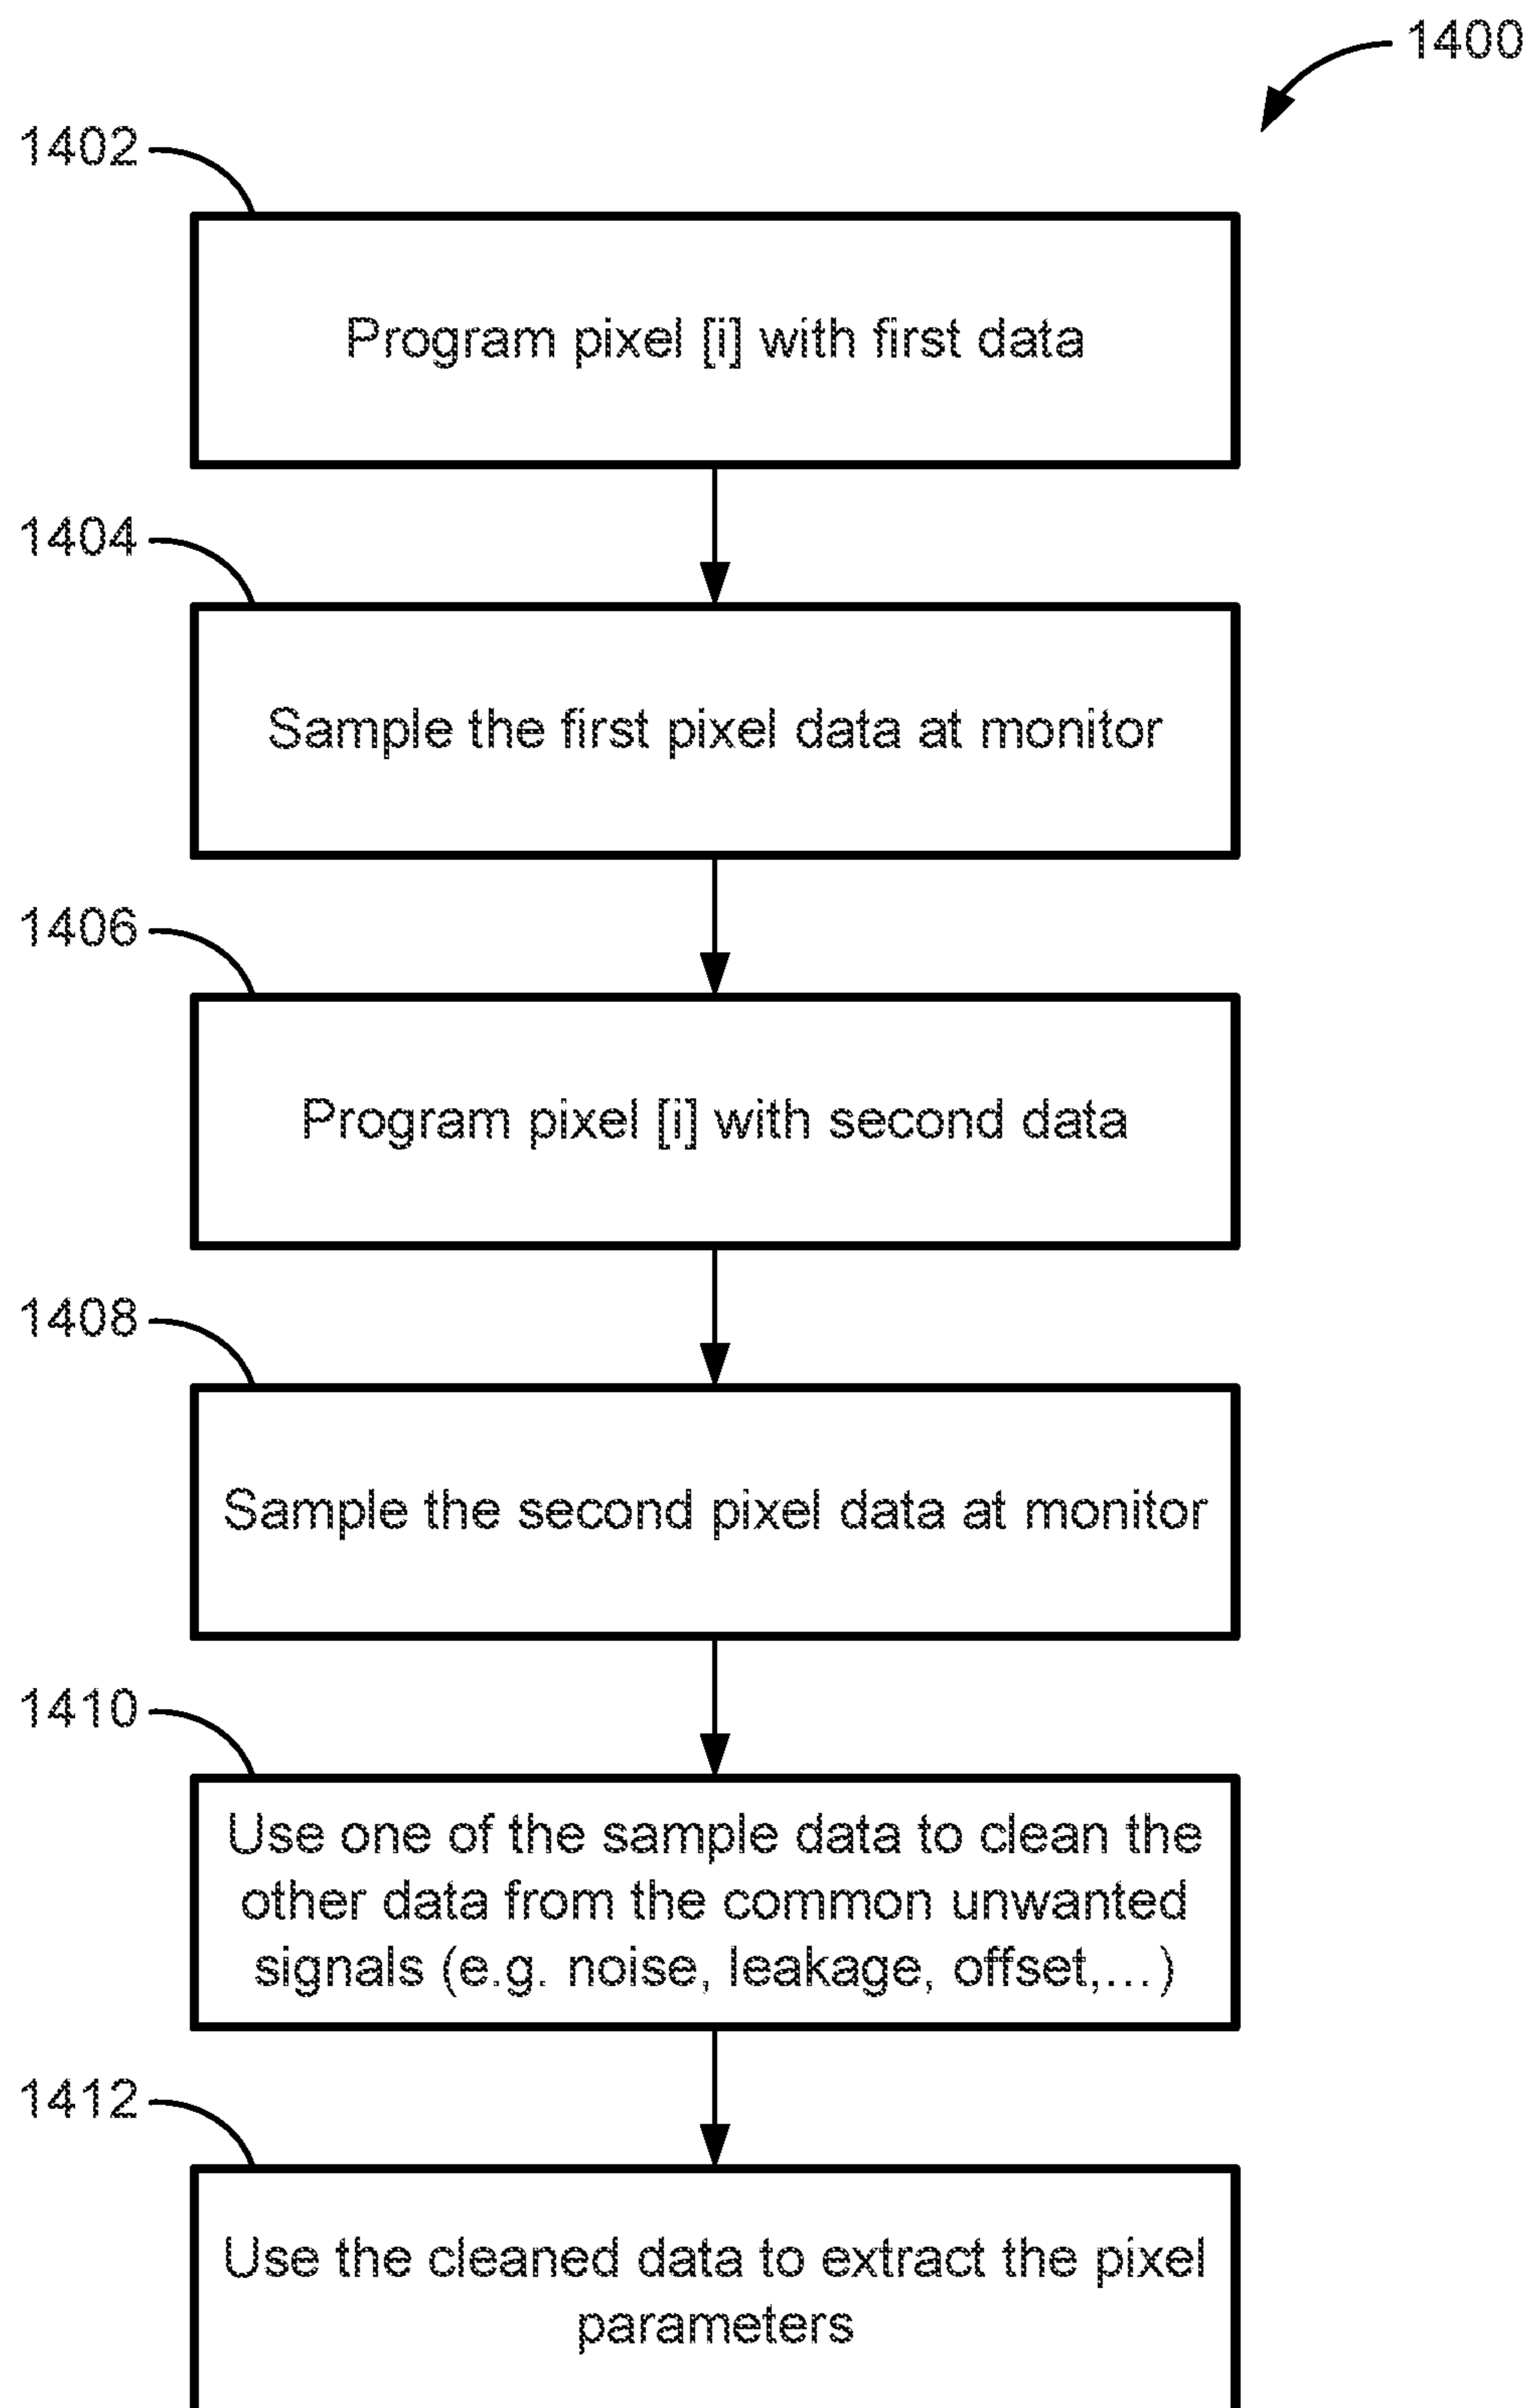 1400
1402
Program pixel [i] with first data
1404
Sample the first pixel data at monitor
1406
Program pixel [i] with second data
1408
Sample the second pixel data at monitor
1410
Use one of the sample data to clean the
other data from the common unwanted
signals (e.g. noise, leakage, offset,...)
1412
Use the cleaned data to extract the pixel
parameters